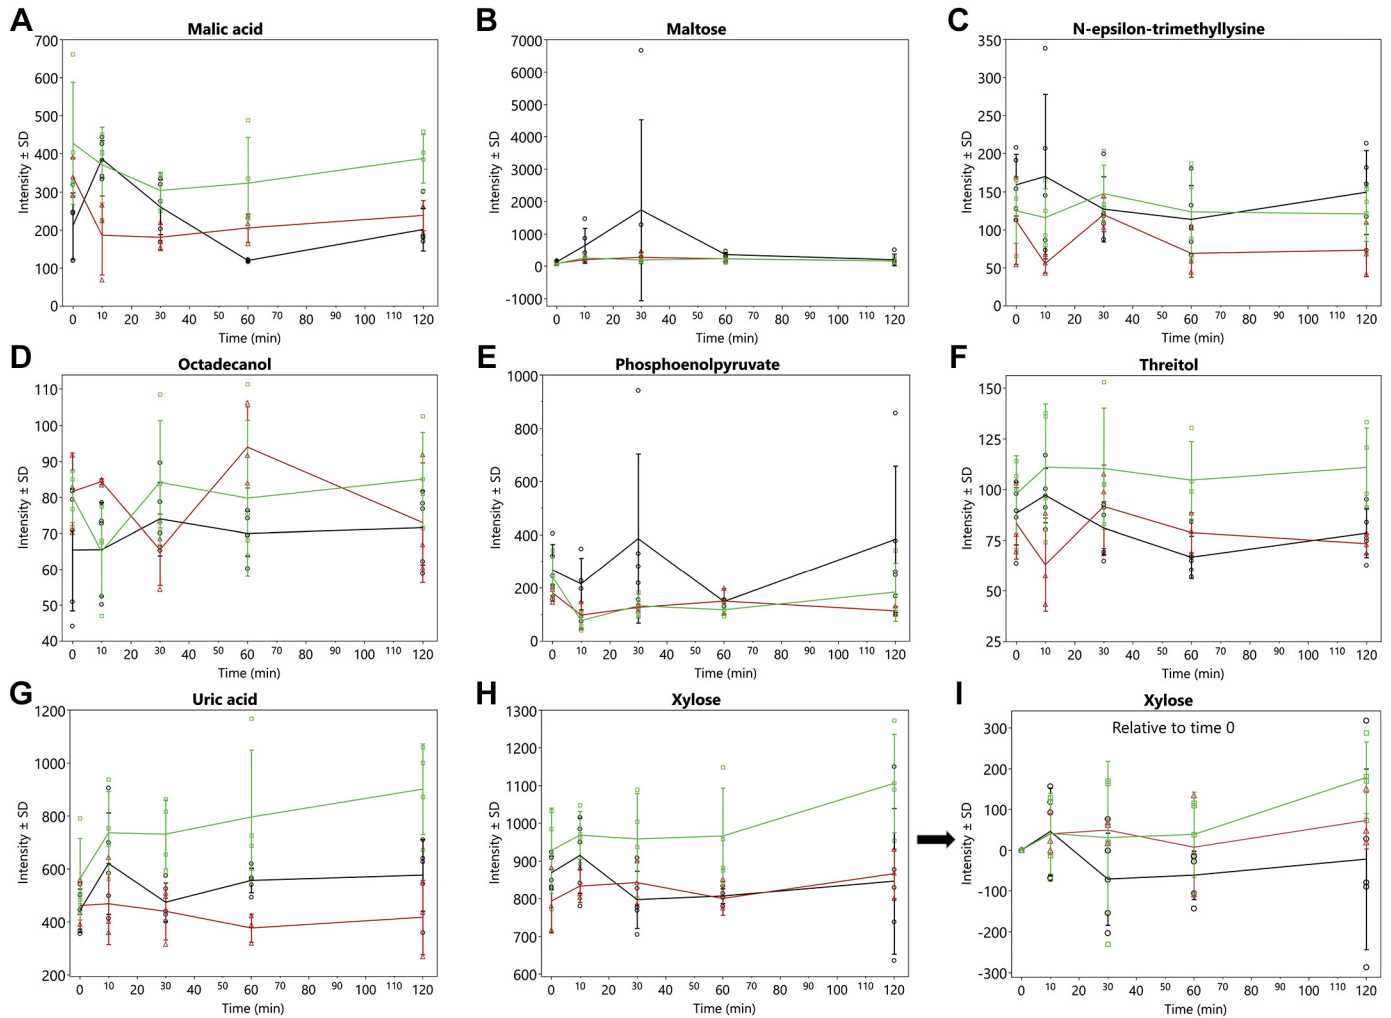 A Malic acid
Intensity ± SD
700
600
500
400
300
200
100
0
0 10 20 30 40 50 60 70 80 90 100 110 120
Time (min)
B Maltose
Intensity ± SD
7000
6000
4000
3000
2000
1000
0
-1000
0 10 20 30 40 50 60 70 80 90 100 110 120
Time (min)
C N-epsilon-trimethyllysine
Intensity ± SD
350
300
250
200
150
100
50
0
0 10 20 30 40 50 60 70 80 90 100 110 120
Time (min)
D Octadecanol
Intensity ± SD
110
100
90
80
70
60
50
40
0 10 20 30 40 50 60 70 80 90 100 110 120
Time (min)
E Phosphoenolpyruvate
Intensity ± SD
1000
800
600
400
200
0
0 10 20 30 40 50 60 70 80 90 100 110 120
Time (min)
F Threitol
Intensity ± SD
150
125
100
75
50
25
0 10 20 30 40 50 60 70 80 90 100 110 120
Time (min)
G Uric acid
Intensity ± SD
1200
1000
800
600
400
200
0 10 20 30 40 50 60 70 80 90 100 110 120
Time (min)
H Xylose
Intensity ± SD
1300
1100
1000
900
800
700
600
0 10 20 30 40 50 60 70 80 90 100 110 120
Time (min)
I Xylose
Relative to time 0
Intensity ± SD
300
200
100
0
-100
-200
-300
0 10 20 30 40 50 60 70 80 90 100 110 120
Time (min)